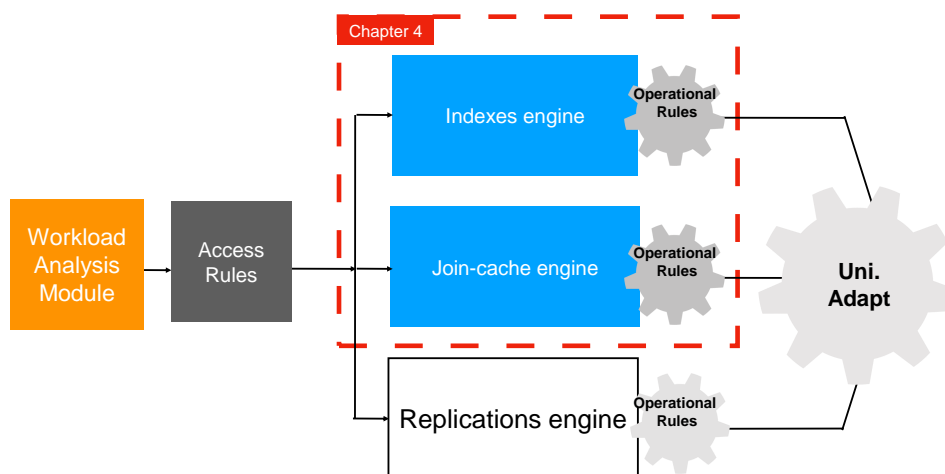 Chapter 4
Indexes engine
Operational
Rules
Workload
Analysis
Module
Access
Rules
Join-cache engine
Operational
Rules
Uni.
Adapt
Replications engine
Operational
Rules